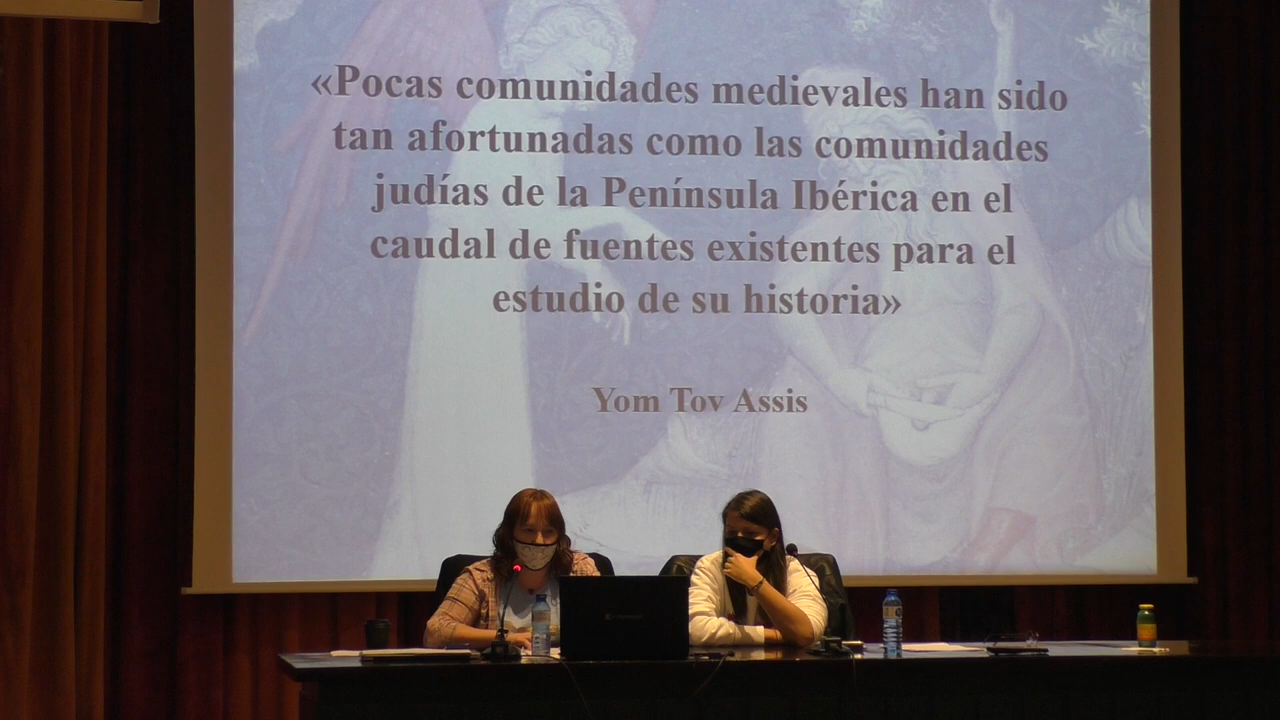 «Pocas comunidades medievales han sido
tan afortunadas como las comunidades
judías de la Península Ibérica en el
caudal de fuentes existentes para el
estudio de su historia»
Yom Tov Assis